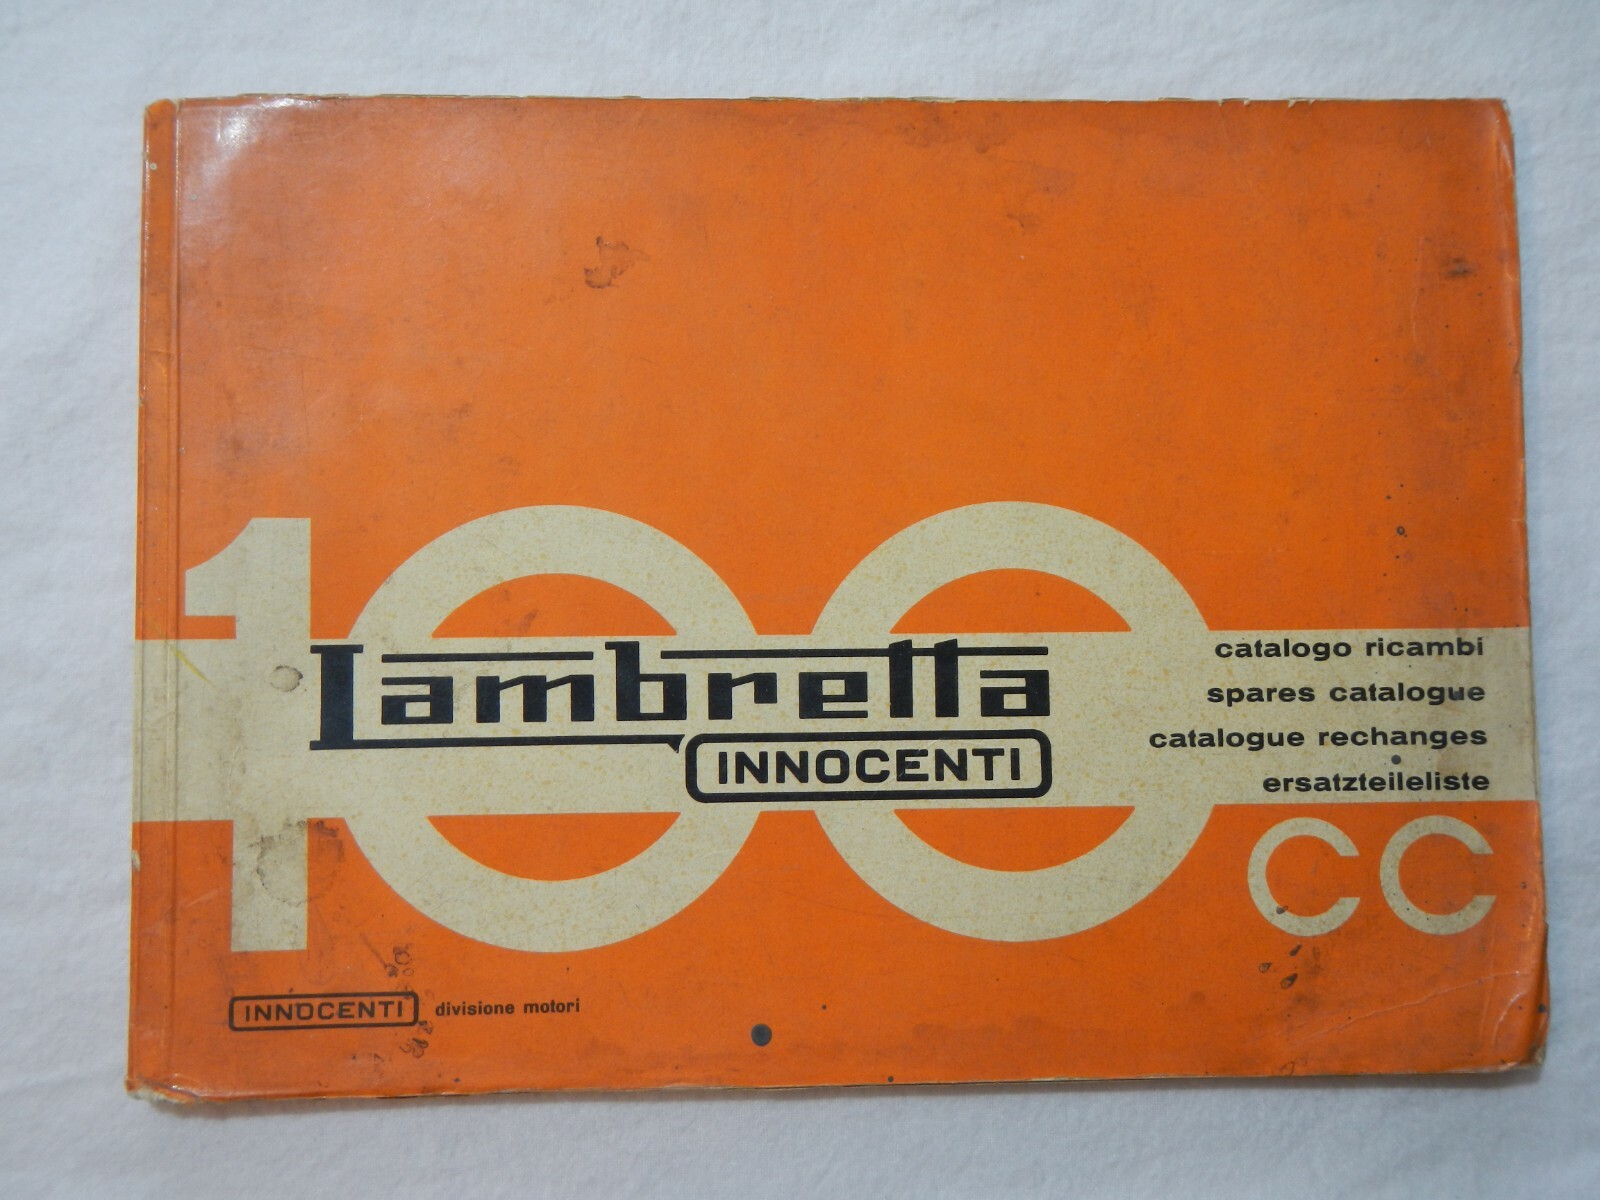 100
Lambretta
INNOCENTI
catalogo ricambi
spares catalogue
catalogue rechanges
ersatzteileliste
cc
INNOCENTI divisione motori